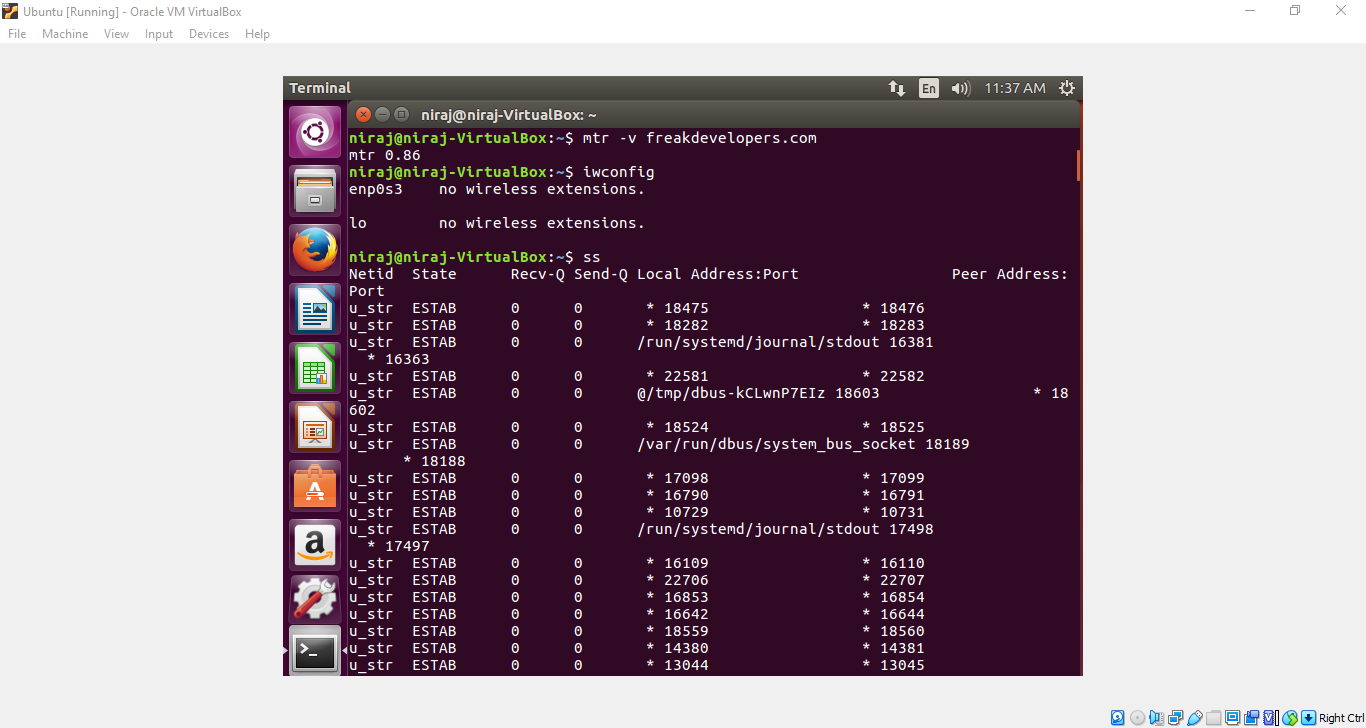 Ubuntu [Running] - Oracle VM VirtualBox
File Machine View Input Devices Help
Terminal En 11:37 AM
niraj@niraj-VirtualBox: ~
niraj@niraj-VirtualBox:~$ mtr -v freakdevelopers.com
mtr 0.86
niraj@niraj-VirtualBox:~$ iwconfig
enp0s3    no wireless extensions.
lo        no wireless extensions.
niraj@niraj-VirtualBox:~$ ss
Netid  State      Recv-Q Send-Q Local Address:Port                 Peer Address:
Port
u_str  ESTAB      0      0       * 18475                 * 18476
u_str  ESTAB      0      0       * 18282                 * 18283
u_str  ESTAB      0      0      /run/systemd/journal/stdout 16381
  * 16363
u_str  ESTAB      0      0       * 22581                 * 22582
u_str  ESTAB      0      0      @/tmp/dbus-kCLwnP7EIz 18603                 * 18
602
u_str  ESTAB      0      0       * 18524                 * 18525
u_str  ESTAB      0      0      /var/run/dbus/system_bus_socket 18189
      * 18188
u_str  ESTAB      0      0       * 17098                 * 17099
u_str  ESTAB      0      0       * 16790                 * 16791
u_str  ESTAB      0      0       * 10729                 * 10731
u_str  ESTAB      0      0      /run/systemd/journal/stdout 17498
  * 17497
u_str  ESTAB      0      0       * 16109                 * 16110
u_str  ESTAB      0      0       * 22706                 * 22707
u_str  ESTAB      0      0       * 16853                 * 16854
u_str  ESTAB      0      0       * 16642                 * 16644
u_str  ESTAB      0      0       * 18559                 * 18560
u_str  ESTAB      0      0       * 14380                 * 14381
u_str  ESTAB      0      0       * 13044                 * 13045
Right Ctrl